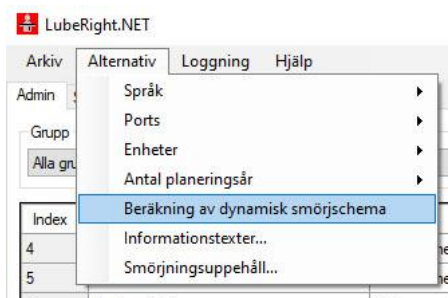 LubeRight.NET
Arkiv Alternativ Loggning Hjälp
Admin
Språk
Ports
Grupp
Enheter
Alla
Antal planeringsår
Index
Beräkning av dynamisk smörjschema
4
Informationstexter...
5
Smörjningsuppehåll...